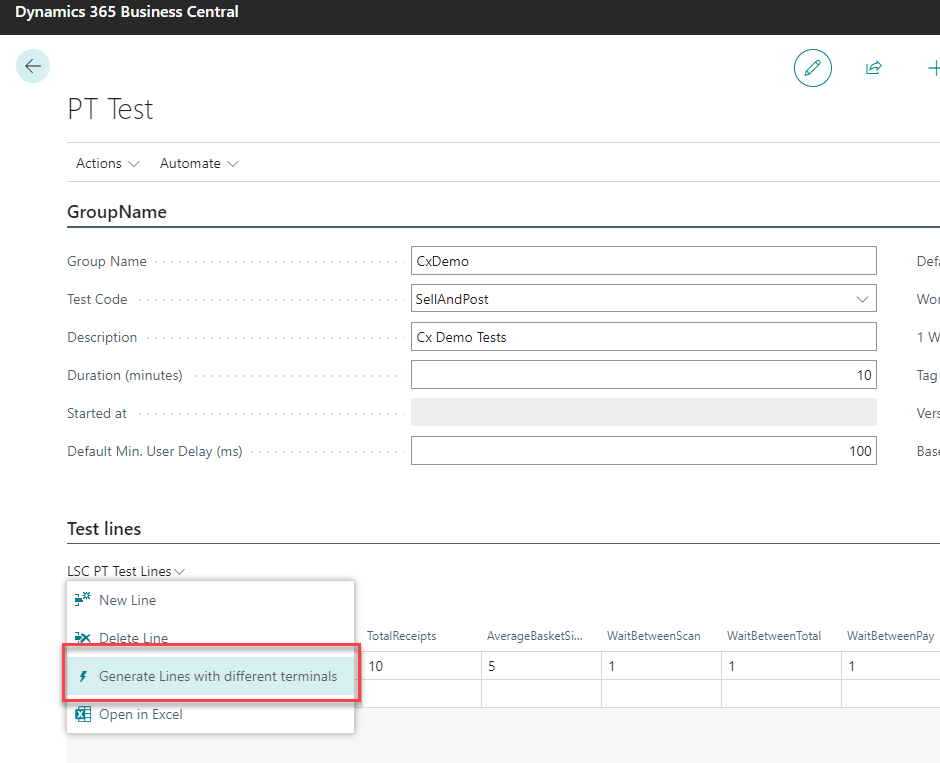 Dynamics 365 Business Central
PT Test
Actions Automate
GroupName
Group Name CxDemo
Test Code SellAndPost
Description Cx Demo Tests
Duration (minutes) 10
Started at
Default Min. User Delay (ms) 100
Defa
Wor
1 W
Tag
Vers
Base
Test lines
LSC PT Test Lines
New Line
Delete Line
Generate Lines with different terminals
Open in Excel
TotalReceipts AverageBasketSi... WaitBetweenScan WaitBetweenTotal WaitBetweenPay
10 5 1 1 1